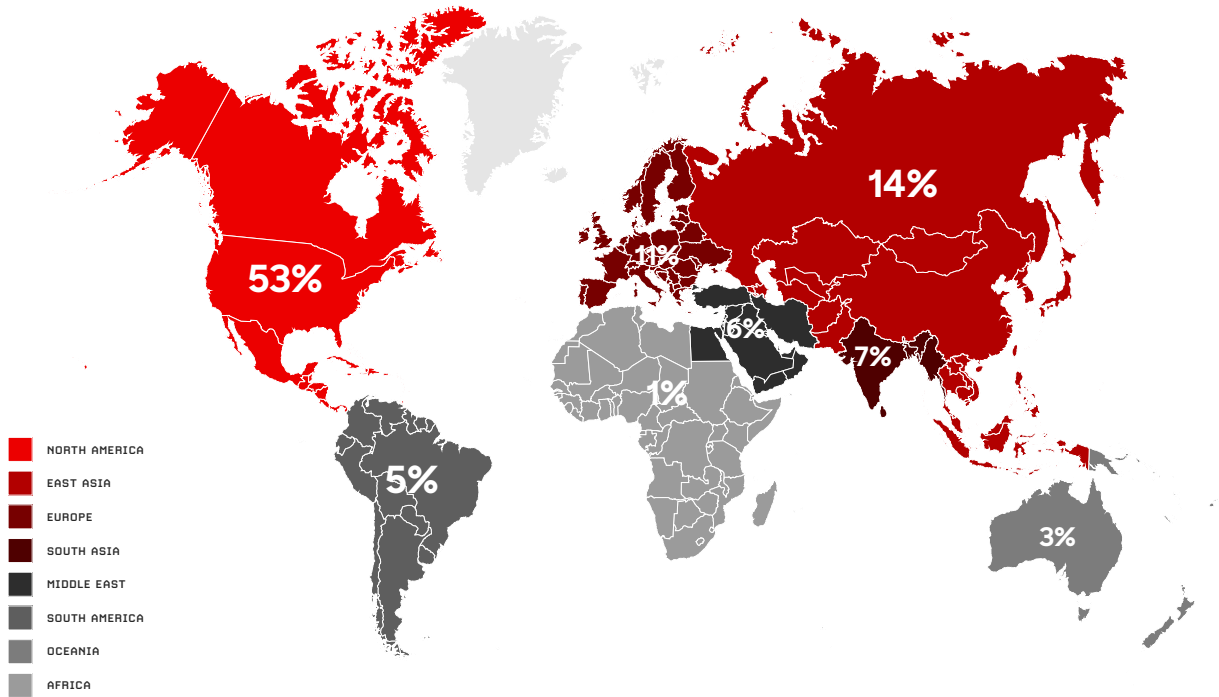 14%
11%
53%
6%
7%
1%
5%
3%
NORTH AMERICA
EAST ASIA
EUROPE
SOUTH ASIA
MIDDLE EAST
SOUTH AMERICA
OCEANIA
AFRICA